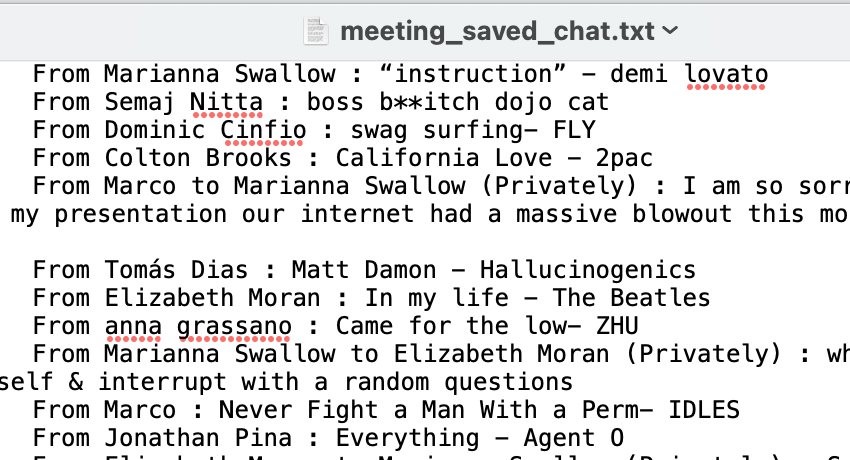 meeting_saved_chat.txt
From Marianna Swallow : “instruction” – demi lovato
From Semaj Nitta : boss b**itch dojo cat
From Dominic Cinfio : swag surfing– FLY
From Colton Brooks : California Love – 2pac
From Marco to Marianna Swallow (Privately) : I am so sorr
my presentation our internet had a massive blowout this mo
From Tomás Dias : Matt Damon – Hallucinogenics
From Elizabeth Moran : In my life – The Beatles
From anna grassano : Came for the low– ZHU
From Marianna Swallow to Elizabeth Moran (Privately) : wh
self & interrupt with a random questions
From Marco : Never Fight a Man With a Perm– IDLES
From Jonathan Pina : Everything – Agent O